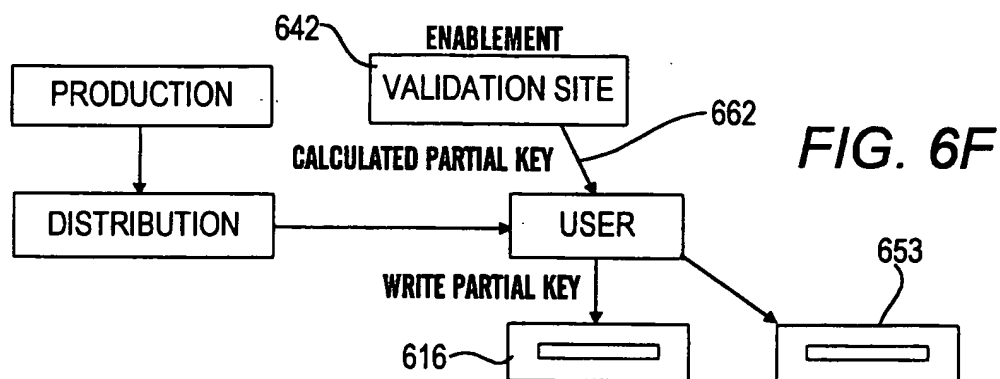 642
ENABLEMENT
PRODUCTION
VALIDATION SITE
662
CALCULATED PARTIAL KEY
FIG. 6F
DISTRIBUTION
USER
653
WRITE PARTIAL KEY
616